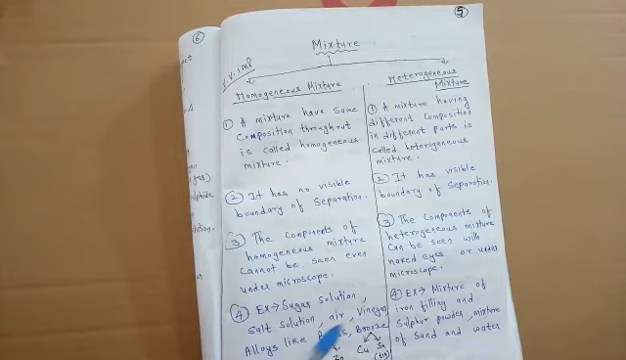 6
5
Mixture
V.V.IMP
Homogeneous Mixture
① A mixture have same
composition throughout
is called homogeneous
mixture.
② It has no visible
boundary of separation.
③ The components of
homogeneous mixture
cannot be seen even
under microscope.
④ Ex→ Sugar solution,
Salt solution, air, Vinegar
Alloys like
Cu Sn
Heterogeneous
Mixture
① A mixture having
different composition
in different parts is
called heterogeneous
mixture.
② It has visible
boundary of separation.
③ The components of
heterogeneous mixture
can be seen with
naked eyes or under
microscope.
④ Ex→ Mixture of
iron filling and
Sulphor powder, mixture
of Sand and water